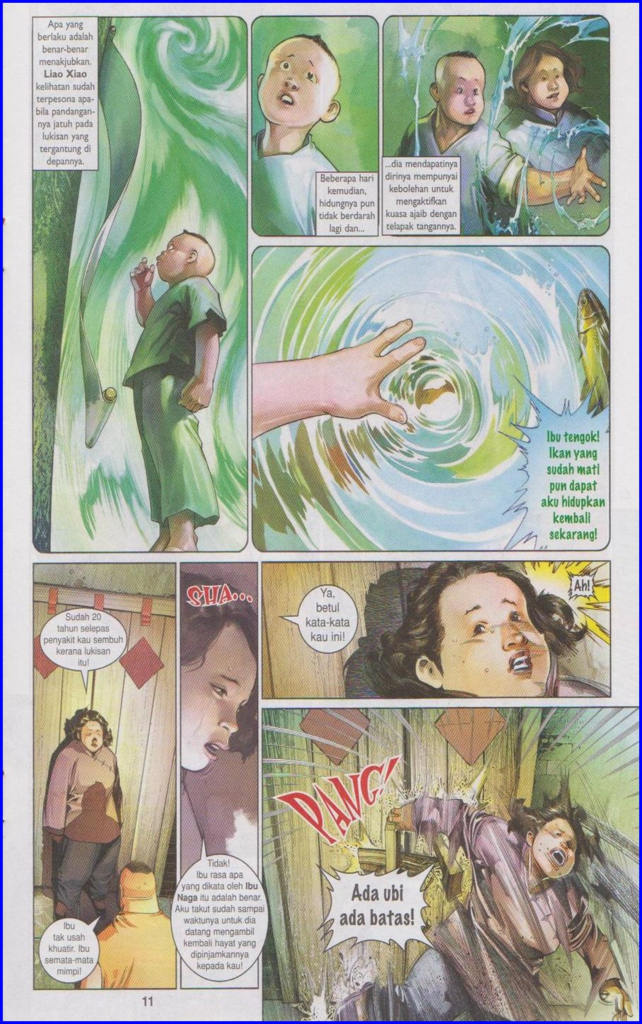 Apa yang
berlaku adalah
benar-benar
menakjubkan.
Liao Xiao
kelihatan sudah
terpesona apa-
bila pandangan-
nya jatuh pada
lukisan yang
tergantung di
depannya.
Beberapa hari
kemudian,
hidungnya pun
tidak berdarah
lagi dan...
...dia mendapatinya
dirinya mempunyai
kebolehan untuk
mengaktifkan
kuasa ajaib dengan
telapak tangannya.
Ibu tengok!
Ikan yang
sudah mati
pun dapat
aku hidupkan
kembali
sekarang!
Sudah 20
tahun selepas
penyakit kau sembuh
kerana lukisan
itu!
Ibu
tak usah
khuatir. Ibu
semata-mata
mimpi!
SHA...
Tidak!
Ibu rasa apa
yang dikata oleh Ibu
Naga itu adalah benar.
Aku takut sudah sampai
waktunya untuk dia
datang mengambil
kembali hayat yang
dipinjamkannya
kepada kau!
Ya,
betul
kata-kata
kau ini!
Ah!
PANG!
Ada ubi
ada batas!
11